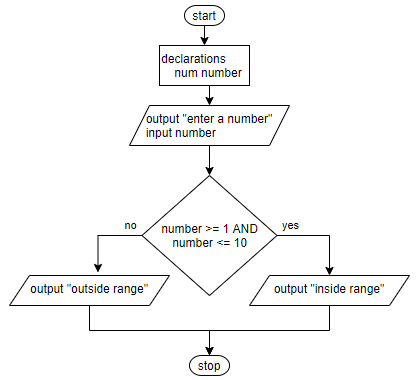 start
declarations
num number
output "enter a number"
input number
no
number >= 1 AND
number <= 10
yes
output "outside range"
output "inside range"
stop